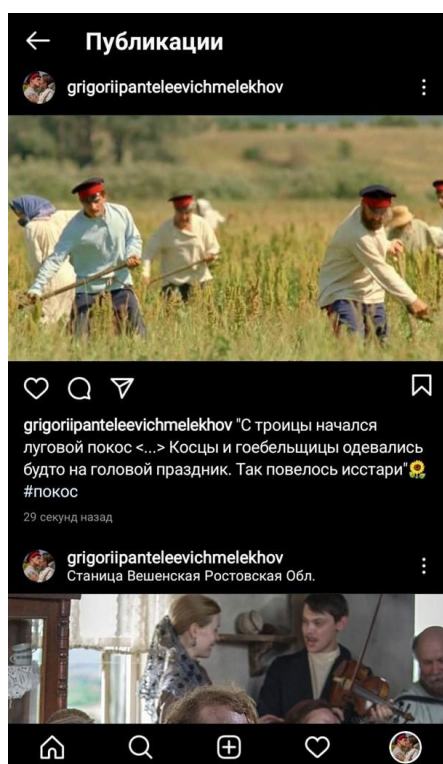 Публикации
grigoriipanteleevichmelekhov
grigoriipanteleevichmelekhov "С троицы начался
луговой покос <...> Косцы и гоебельщицы одевались
будто на головой праздник. Так повелось исстари"🌻
#покос
29 секунд назад
grigoriipanteleevichmelekhov
Станица Вешенская Ростовская Обл.